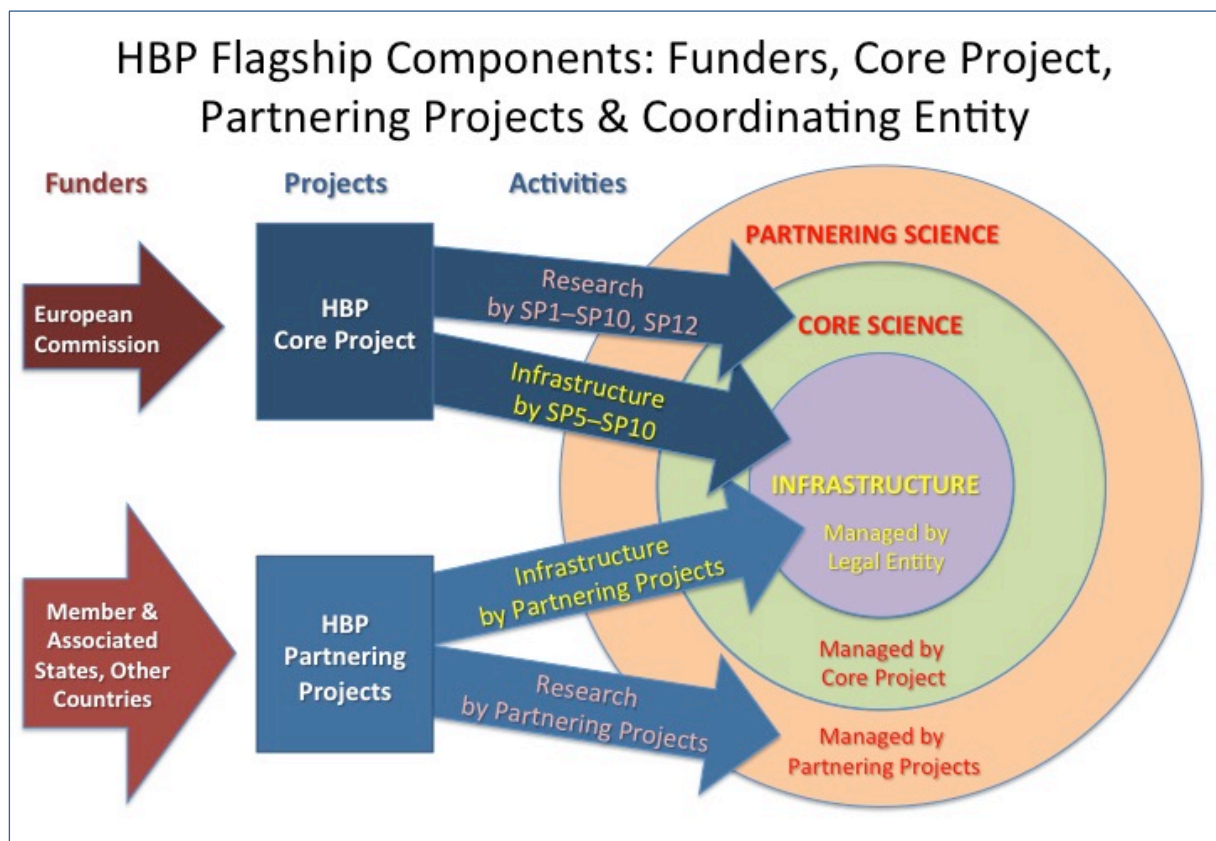 HBP Flagship Components: Funders, Core Project,
Partnering Projects & Coordinating Entity
Funders
Projects
Activities
European
Commission
HBP
Core Project
Research
by SP1–SP10, SP12
Infrastructure
by SP5–SP10
PARTNERING SCIENCE
CORE SCIENCE
INFRASTRUCTURE
Managed by
Legal Entity
Member &
Associated
States, Other
Countries
HBP
Partnering
Projects
Infrastructure
by Partnering Projects
Research
by Partnering Projects
Managed by
Core Project
Managed by
Partnering Projects